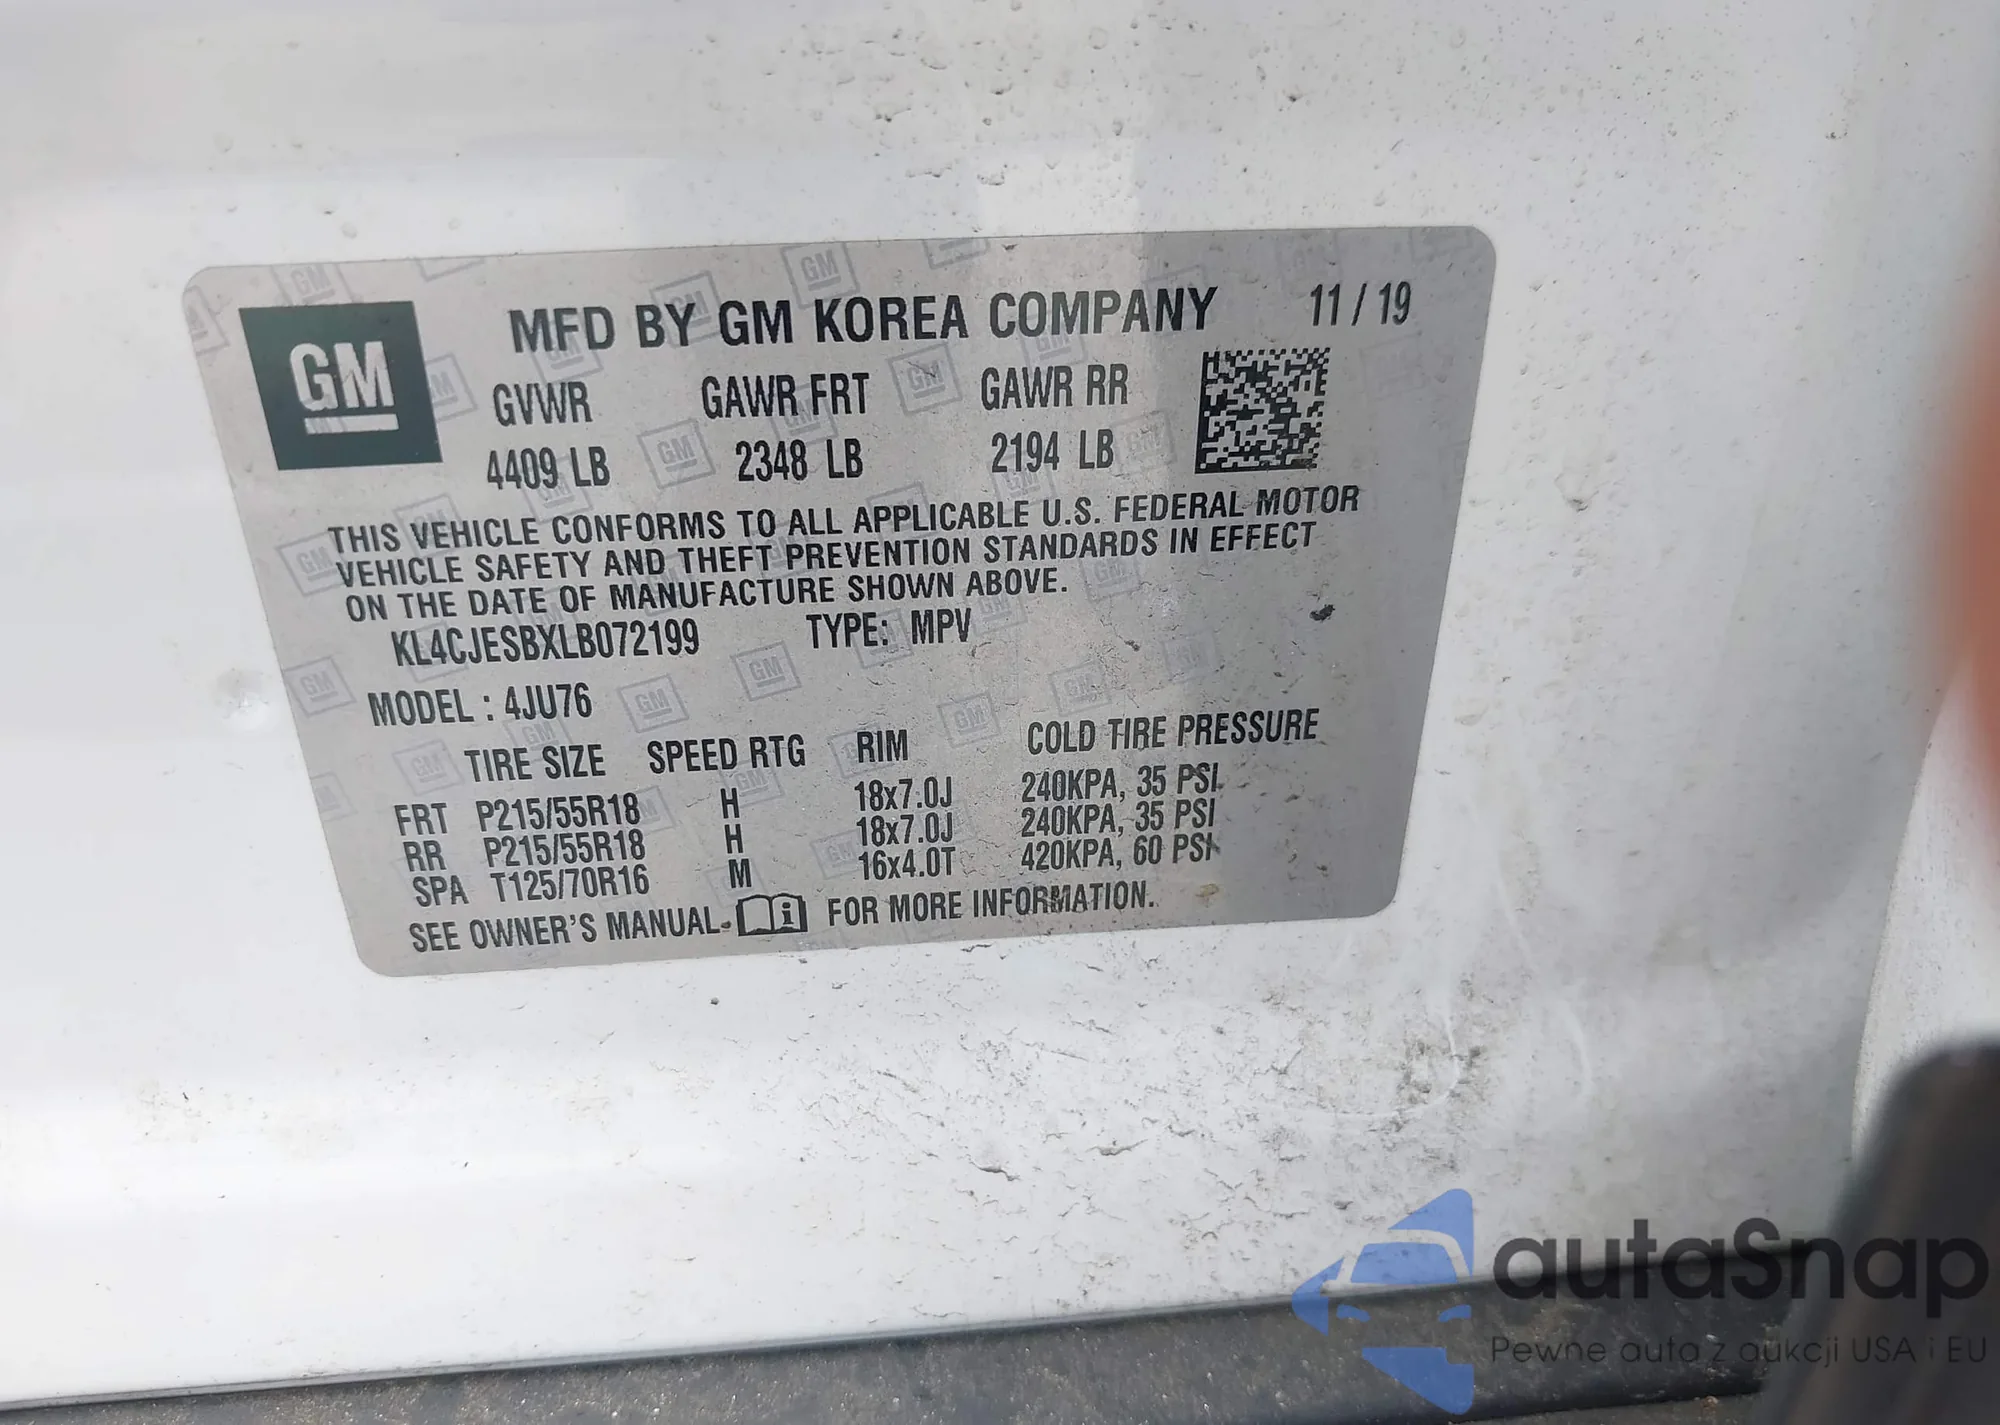 GM
MFD BY GM KOREA COMPANY 11 / 19
GVWR GAWR FRT GAWR RR
4409 LB 2348 LB 2194 LB
THIS VEHICLE CONFORMS TO ALL APPLICABLE U.S. FEDERAL MOTOR
VEHICLE SAFETY AND THEFT PREVENTION STANDARDS IN EFFECT
ON THE DATE OF MANUFACTURE SHOWN ABOVE.
KL4CJESBXLB072199 TYPE: MPV
MODEL : 4JU76
TIRE SIZE SPEED RTG RIM COLD TIRE PRESSURE
FRT P215/55R18 H 18x7.0J 240KPA, 35 PSI
RR P215/55R18 H 18x7.0J 240KPA, 35 PSI
SPA T125/70R16 M 16x4.0T 420KPA, 60 PSI
SEE OWNER'S MANUAL FOR MORE INFORMATION.
autaSnap
Pewne auta z aukcji USA i EU